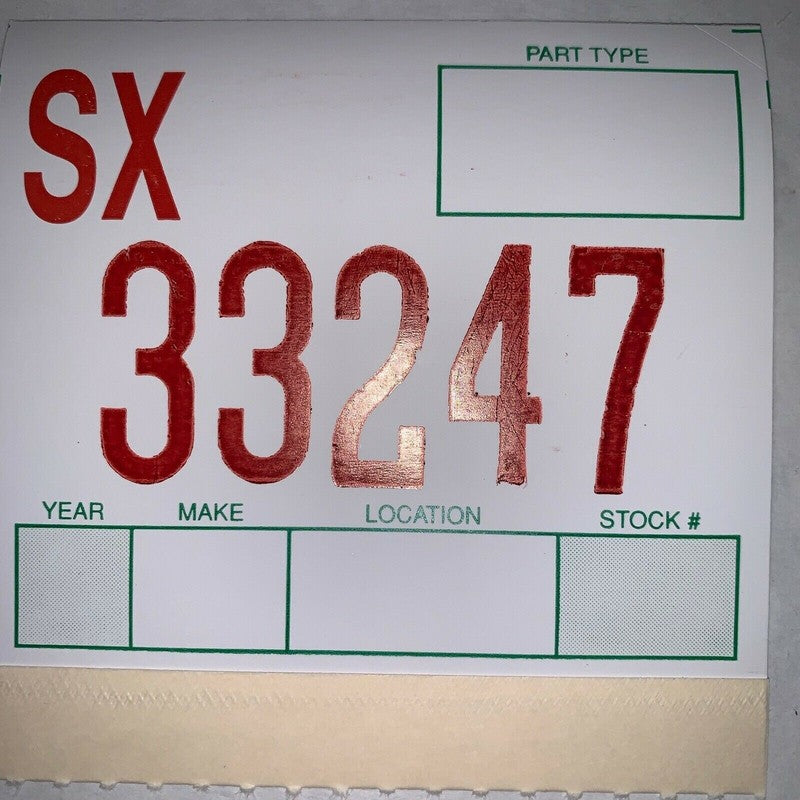 PART TYPE
SX
33247
YEAR MAKE LOCATION STOCK #